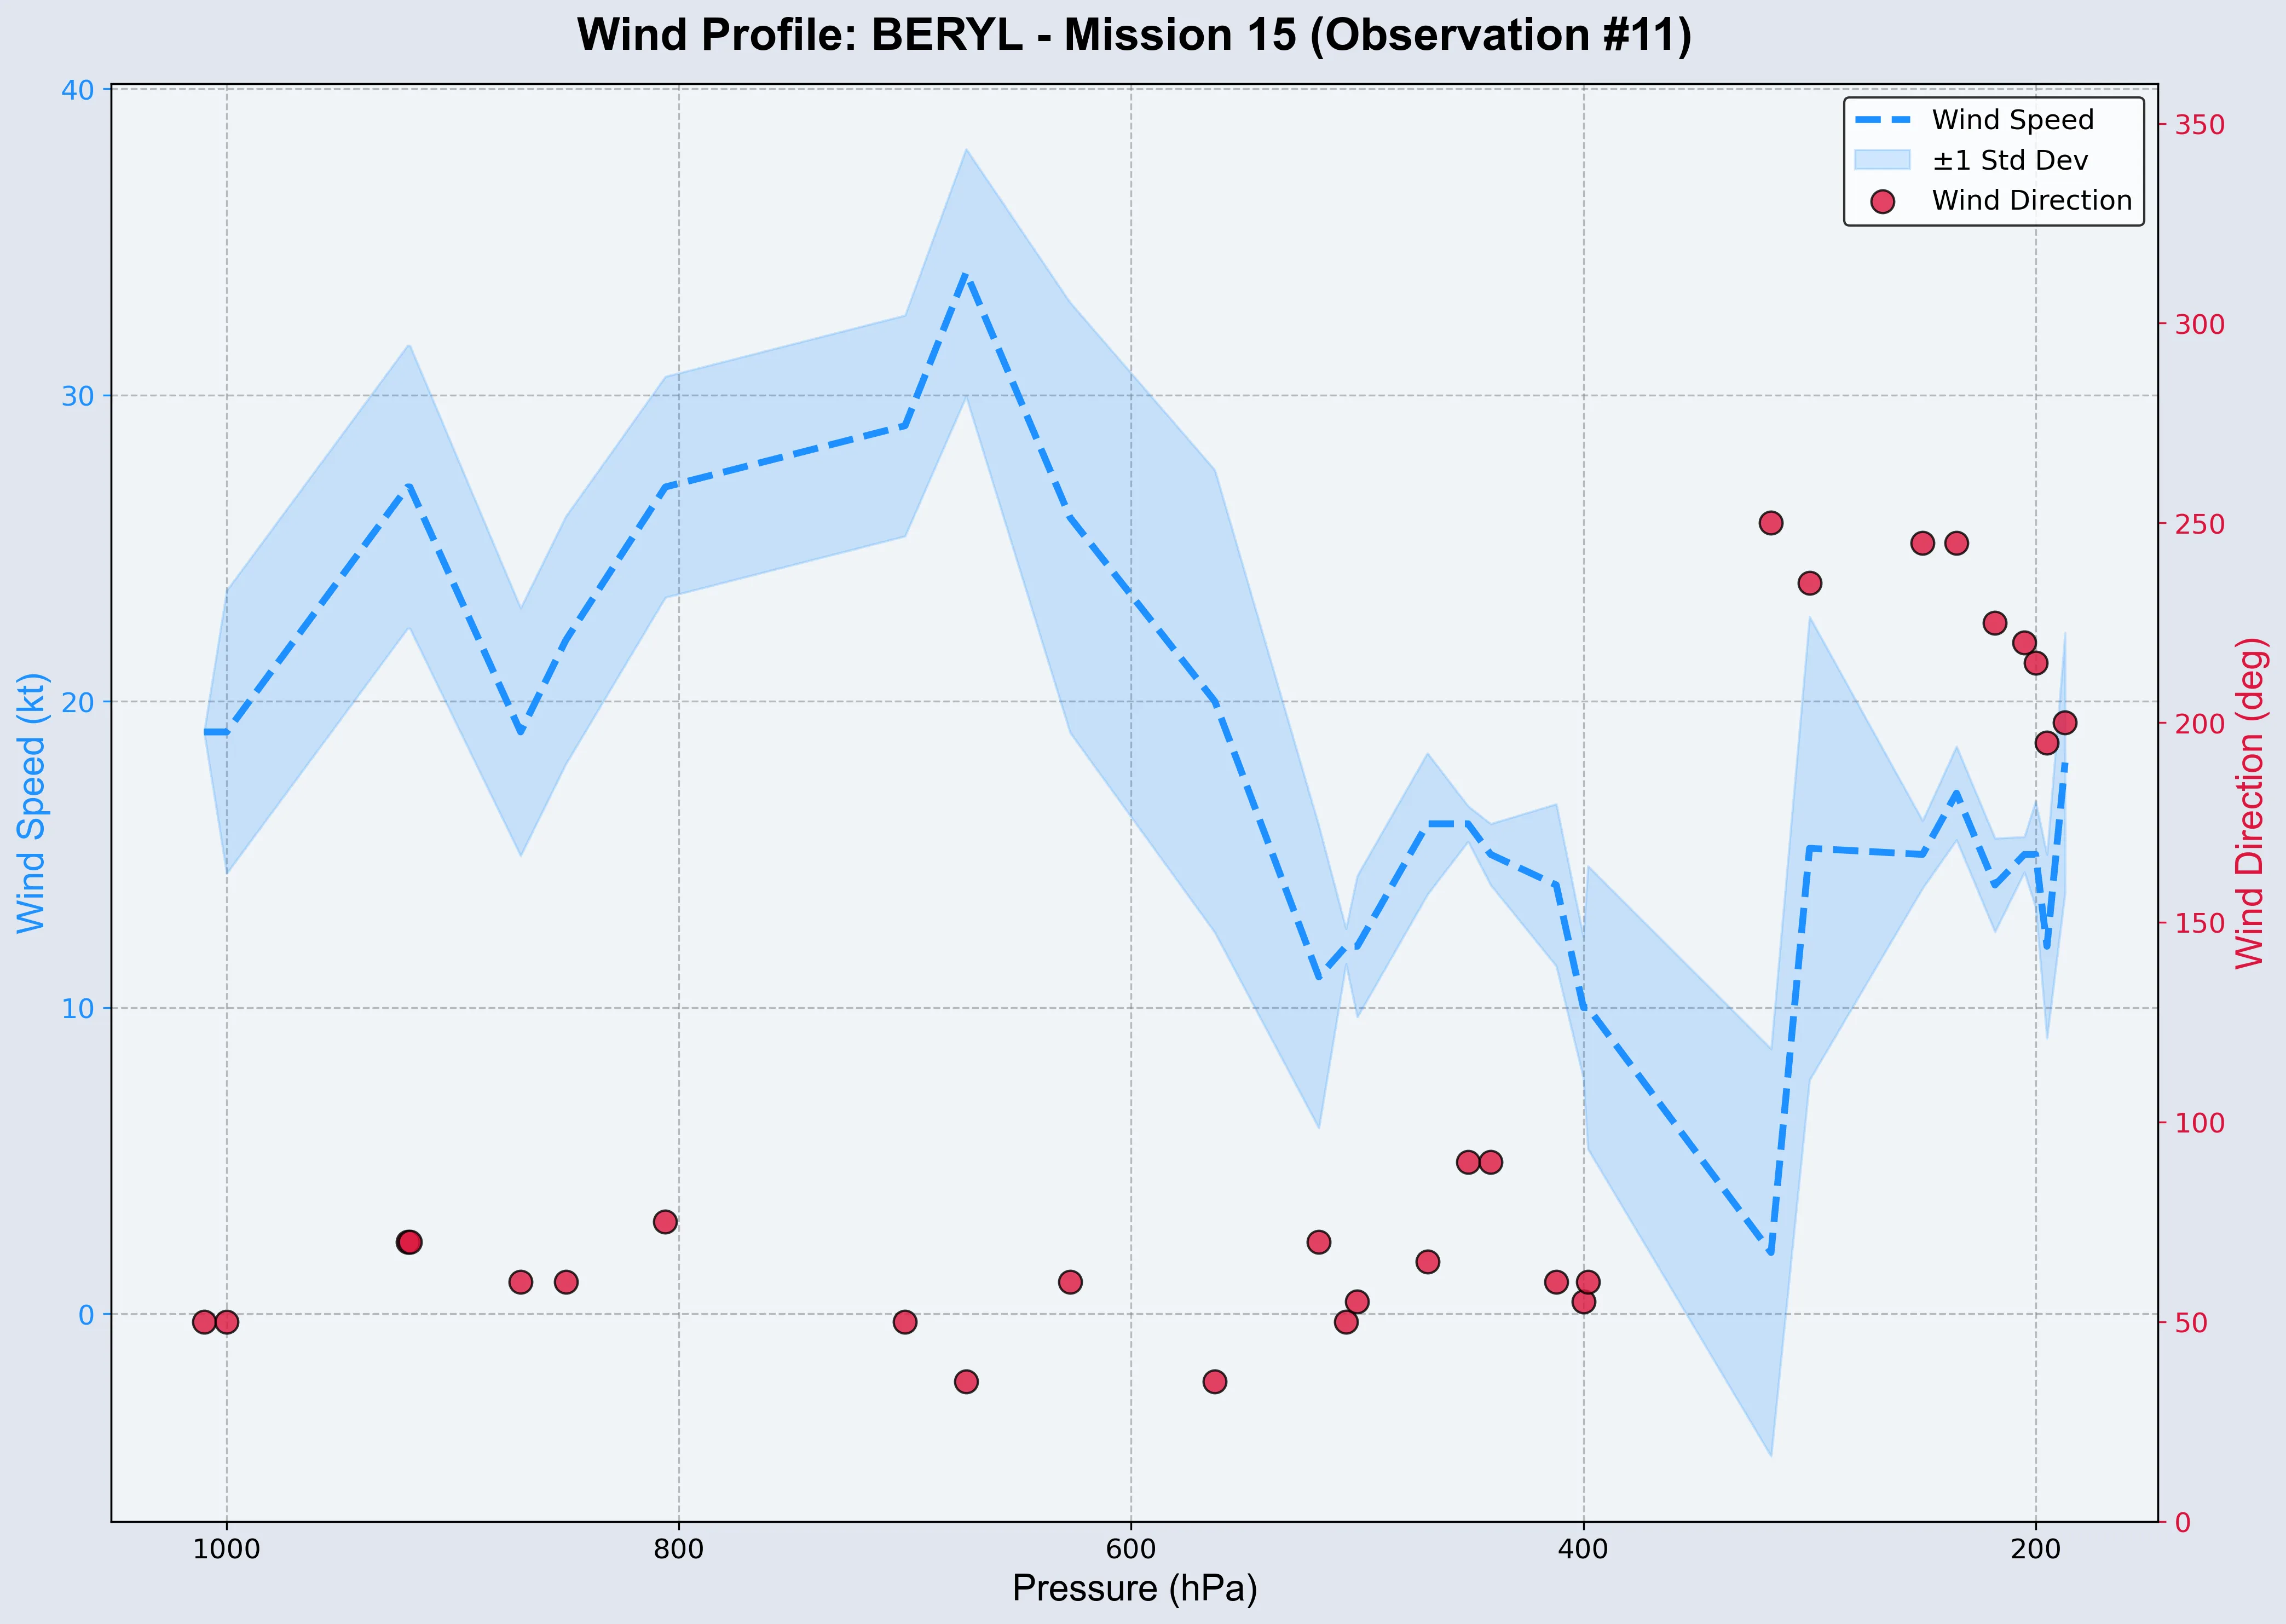 Wind Profile: BERYL - Mission 15 (Observation #11)
Wind Speed
±1 Std Dev
Wind Direction
40
30
20
10
0
Wind Speed (kt)
350
300
250
200
150
100
50
0
Wind Direction (deg)
1000
800
600
400
200
Pressure (hPa)